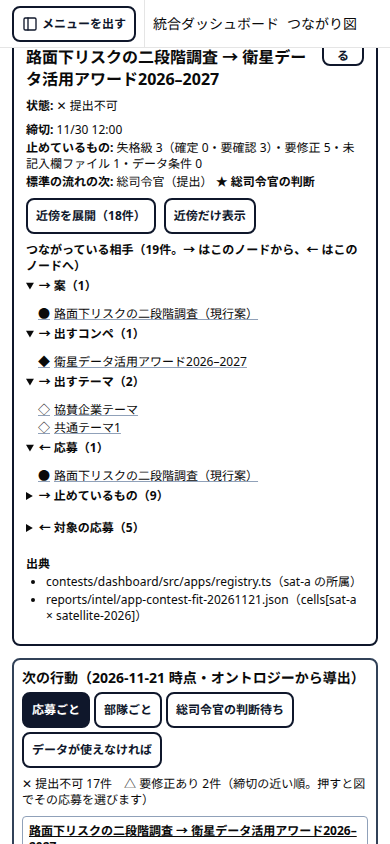 メニューを出す
統合ダッシュボード つながり図
路面下リスクの二段階調査 → 衛星デー
タ活用アワード2026–2027
る
状態: ✕ 提出不可
締切: 11/30 12:00
止めているもの: 失格級 3（確定 0・要確認 3）・要修正 5・未
記入欄ファイル 1・データ条件 0
標準の流れの次: 総司令官（提出） ★ 総司令官の判断
近傍を展開（18件）
近傍だけ表示
つながっている相手（19件。→ はこのノードから、← はこの
ノードへ）
▼ → 案（1）
● 路面下リスクの二段階調査（現行案）
▼ → 出すコンペ（1）
◆ 衛星データ活用アワード2026–2027
▼ → 出すテーマ（2）
◇ 協賛企業テーマ
◇ 共通テーマ1
▼ ← 応募（1）
● 路面下リスクの二段階調査（現行案）
▶ → 止めているもの（9）
▶ ← 対象の応募（5）
出典
• contests/dashboard/src/apps/registry.ts（sat-a の所属）
• reports/intel/app-contest-fit-20261121.json（cells[sat-a
× satellite-2026]）
次の行動（2026-11-21 時点・オントロジーから導出）
応募ごと
部隊ごと
総司令官の判断待ち
データが使えなければ
✕ 提出不可 17件 △ 要修正あり 2件（締切の近い順。押すと図
でその応募を選びます）
路面下リスクの二段階調査 → 衛星データ活用アワード2026–
2027